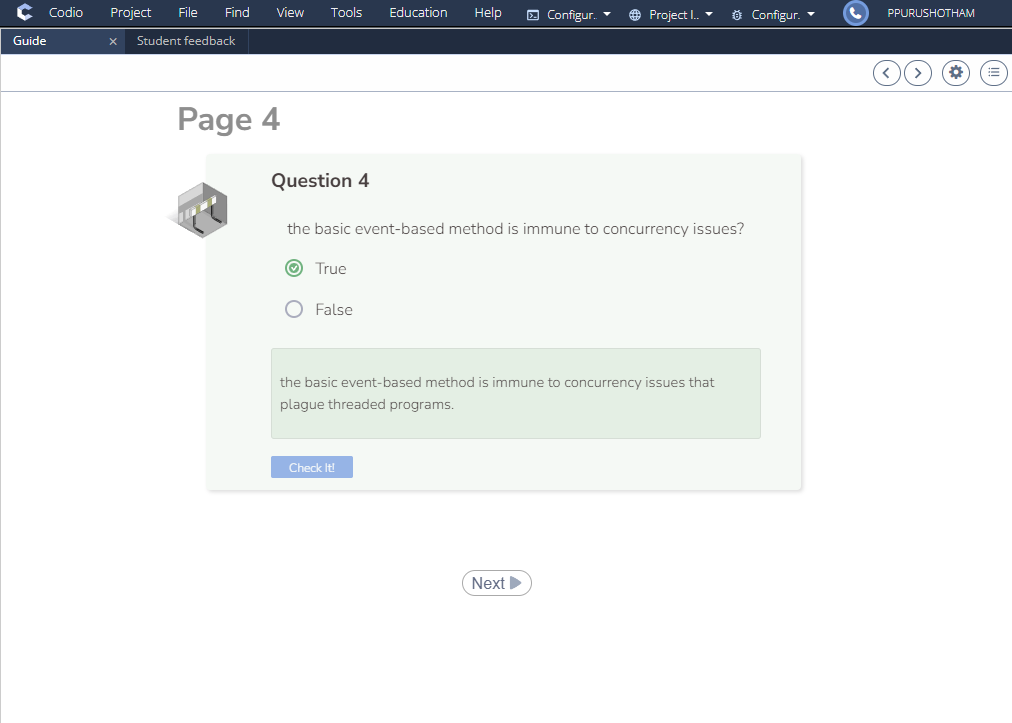 Codio Project File Find View Tools Education Help Configur. Project I.. Configur. PPURUSHOTHAM
Guide × Student feedback
Page 4
Question 4
the basic event-based method is immune to concurrency issues?
True
False
the basic event-based method is immune to concurrency issues that
plague threaded programs.
Check It!
Next